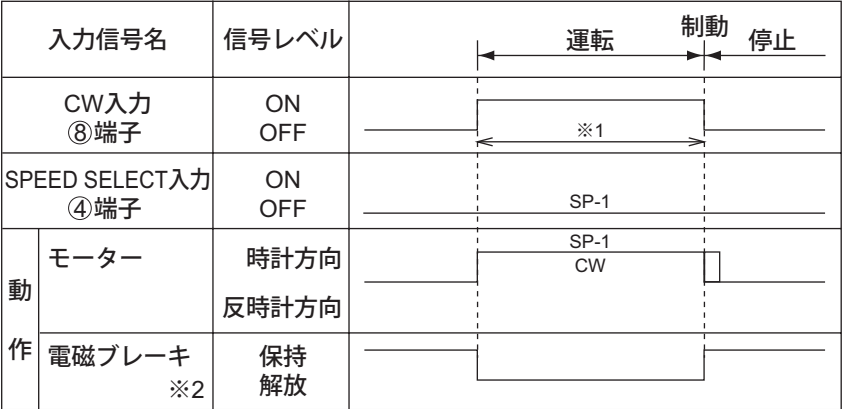 入力信号名 信号レベル 運転 制動 停止
CW入力 ON
⑧端子 OFF ※1
SPEED SELECT入力 ON
④端子 OFF SP-1
動作 モーター 時計方向 SP-1
CW
反時計方向
電磁ブレーキ 保持
※2 解放